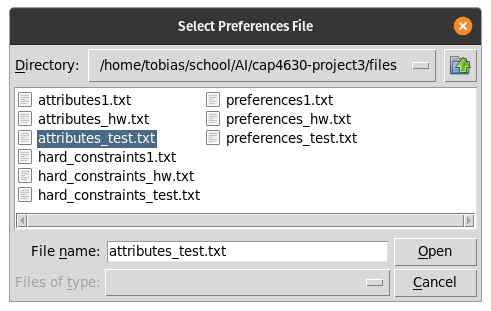 Select Preferences File
Directory: /home/tobias/school/AI/cap4630-project3/files
attributes1.txt
attributes_hw.txt
attributes_test.txt
hard_constraints1.txt
hard_constraints_hw.txt
hard_constraints_test.txt
preferences1.txt
preferences_hw.txt
preferences_test.txt
File name: attributes_test.txt
Open
Files of type:
Cancel